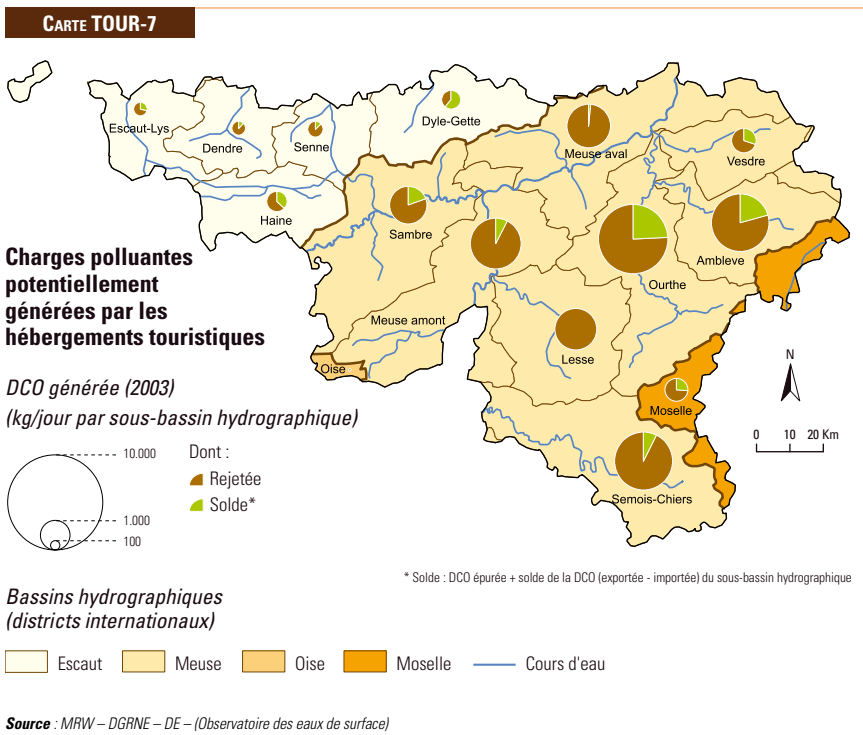 CARTE TOUR-7
Escaut-Lys
Dendre
Senne
Dyle-Gette
Meuse aval
Vesdre
Haine
Sambre
Ourthe
Ambleve
Meuse amont
Lesse
Oise
Moselle
Semois-Chiers
Charges polluantes
potentiellement
générées par les
hébergements touristiques
DCO générée (2003)
(kg/jour par sous-bassin hydrographique)
10.000
1.000
100
Dont :
Rejetée
Solde*
N
0 10 20 Km
* Solde : DCO épurée + solde de la DCO (exportée - importée) du sous-bassin hydrographique
Bassins hydrographiques
(districts internationaux)
Escaut Meuse Oise Moselle Cours d'eau
Source : MRW – DGRNE – DE – (Observatoire des eaux de surface)